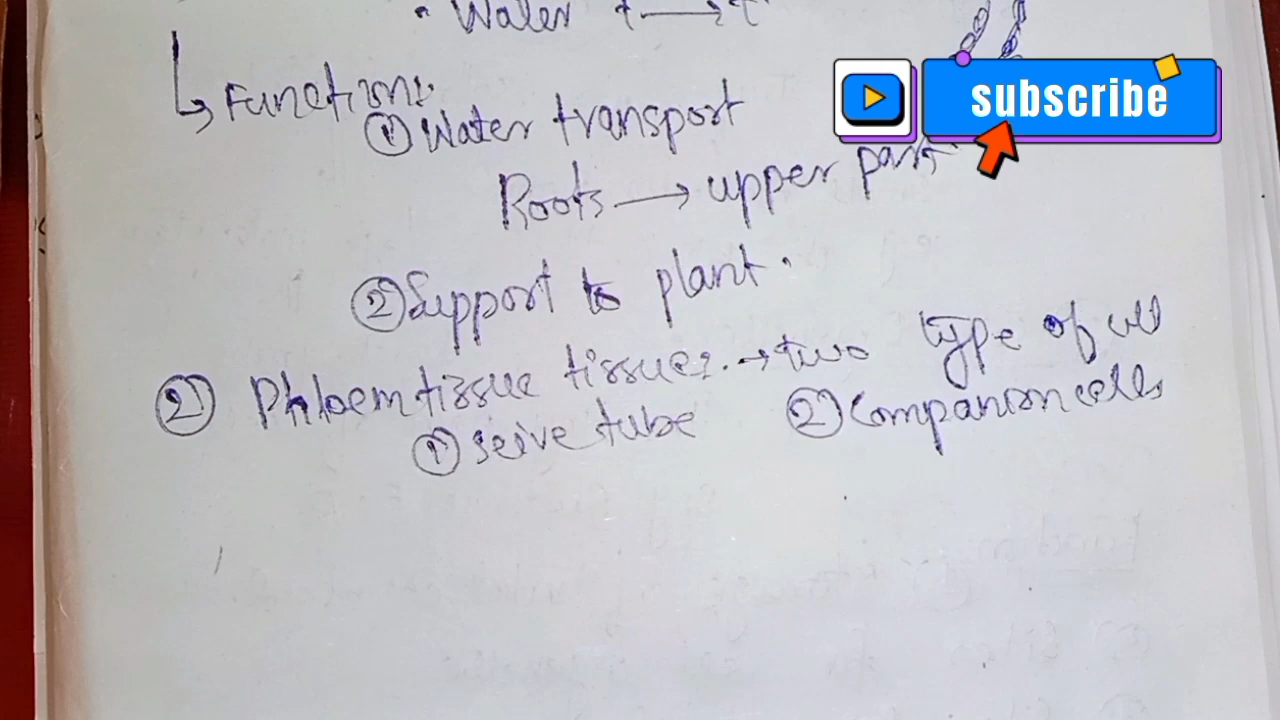 • Water t → t
↳ Function:
① Water transport
Roots → upper part
② Support to plant.
② Phloem tissue tissues. → two type of cell
① seive tube ② Companion cells
subscribe